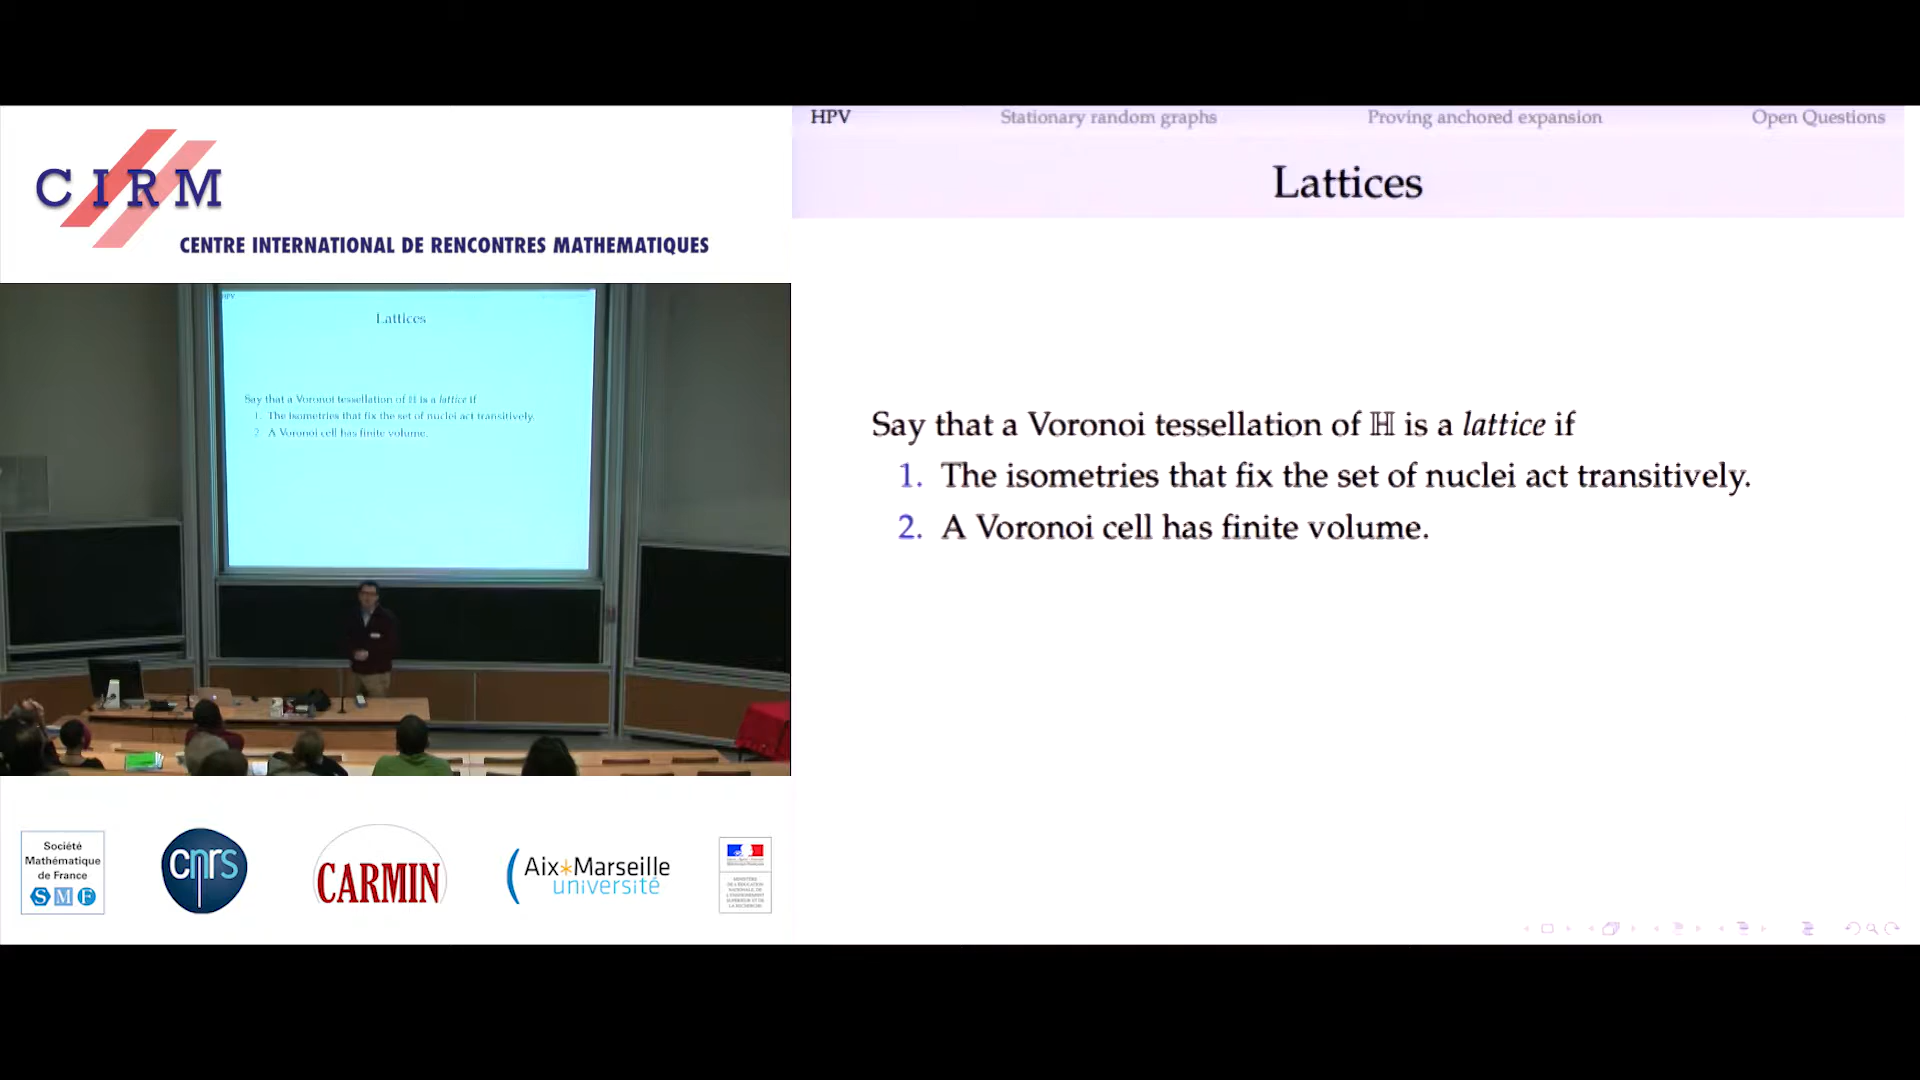 CIRM
CENTRE INTERNATIONAL DE RENCONTRES MATHEMATIQUES
HPV
Lattices
Say that a Voronoi tessellation of ℍ is a lattice if
1. The isometries that fix the set of nuclei act transitively.
2. A Voronoi cell has finite volume.
Société
Mathématique
de France
SMF
cnrs
CARMIN
Aix*Marseille
université
HPV Stationary random graphs Proving anchored expansion Open Questions
Lattices
Say that a Voronoi tessellation of ℍ is a lattice if
1. The isometries that fix the set of nuclei act transitively.
2. A Voronoi cell has finite volume.